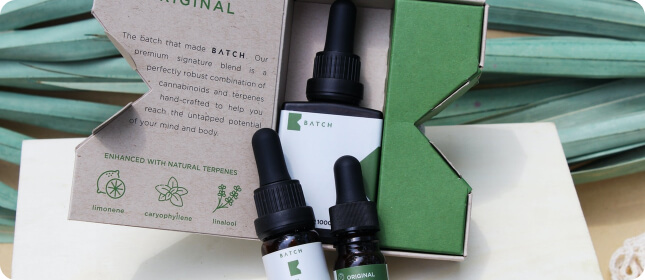 ORIGINAL
The Batch that made BATCH. Our
premium signature blend is a
perfectly robust combination of
cannabinoids and terpenes
hand-crafted to help you
reach the untapped potential
of your mind and body.
ENHANCED WITH NATURAL TERPENES
limonene
caryophyllene
linalool
BATCH
1000
BATCH
ORIGINAL